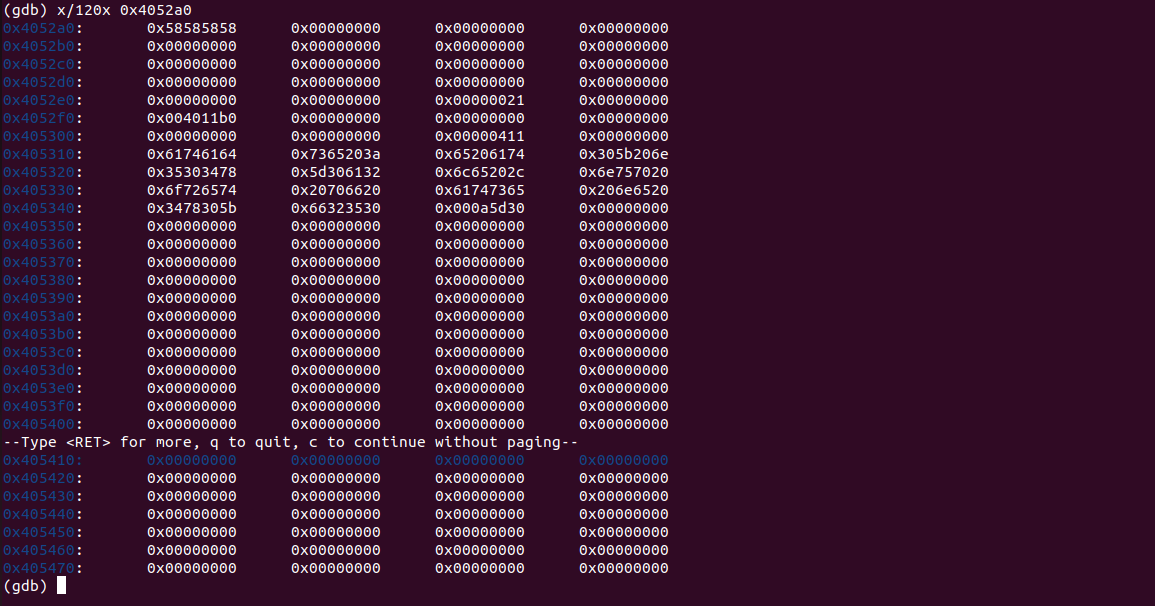 (gdb) x/120x 0x4052a0
0x4052a0: 0x58585858 0x00000000 0x00000000 0x00000000
0x4052b0: 0x00000000 0x00000000 0x00000000 0x00000000
0x4052c0: 0x00000000 0x00000000 0x00000000 0x00000000
0x4052d0: 0x00000000 0x00000000 0x00000000 0x00000000
0x4052e0: 0x00000000 0x00000000 0x00000021 0x00000000
0x4052f0: 0x004011b0 0x00000000 0x00000000 0x00000000
0x405300: 0x00000000 0x00000000 0x00000411 0x00000000
0x405310: 0x61746164 0x7365203a 0x65206174 0x305b206e
0x405320: 0x35303478 0x5d306132 0x6c65202c 0x6e757020
0x405330: 0x6f726574 0x20706620 0x61747365 0x206e6520
0x405340: 0x3478305b 0x66323530 0x000a5d30 0x00000000
0x405350: 0x00000000 0x00000000 0x00000000 0x00000000
0x405360: 0x00000000 0x00000000 0x00000000 0x00000000
0x405370: 0x00000000 0x00000000 0x00000000 0x00000000
0x405380: 0x00000000 0x00000000 0x00000000 0x00000000
0x405390: 0x00000000 0x00000000 0x00000000 0x00000000
0x4053a0: 0x00000000 0x00000000 0x00000000 0x00000000
0x4053b0: 0x00000000 0x00000000 0x00000000 0x00000000
0x4053c0: 0x00000000 0x00000000 0x00000000 0x00000000
0x4053d0: 0x00000000 0x00000000 0x00000000 0x00000000
0x4053e0: 0x00000000 0x00000000 0x00000000 0x00000000
0x4053f0: 0x00000000 0x00000000 0x00000000 0x00000000
0x405400: 0x00000000 0x00000000 0x00000000 0x00000000
--Type <RET> for more, q to quit, c to continue without paging--
0x405410: 0x00000000 0x00000000 0x00000000 0x00000000
0x405420: 0x00000000 0x00000000 0x00000000 0x00000000
0x405430: 0x00000000 0x00000000 0x00000000 0x00000000
0x405440: 0x00000000 0x00000000 0x00000000 0x00000000
0x405450: 0x00000000 0x00000000 0x00000000 0x00000000
0x405460: 0x00000000 0x00000000 0x00000000 0x00000000
0x405470: 0x00000000 0x00000000 0x00000000 0x00000000
(gdb)